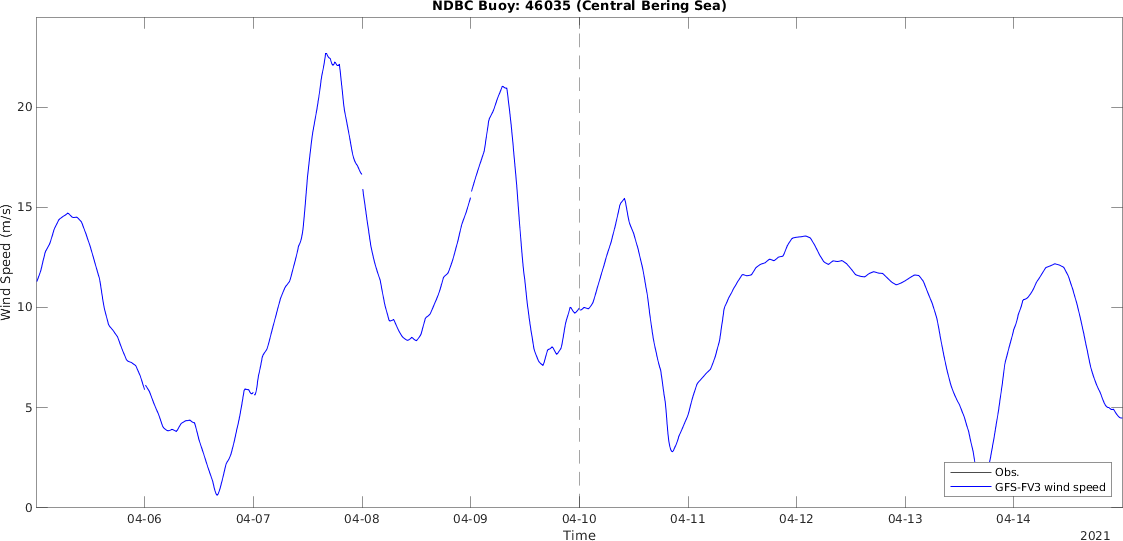 NDBC Buoy: 46035 (Central Bering Sea)
Wind Speed (m/s)
20
15
10
5
0
04-06 04-07 04-08 04-09 04-10 04-11 04-12 04-13 04-14
Time
2021
Obs.
GFS-FV3 wind speed